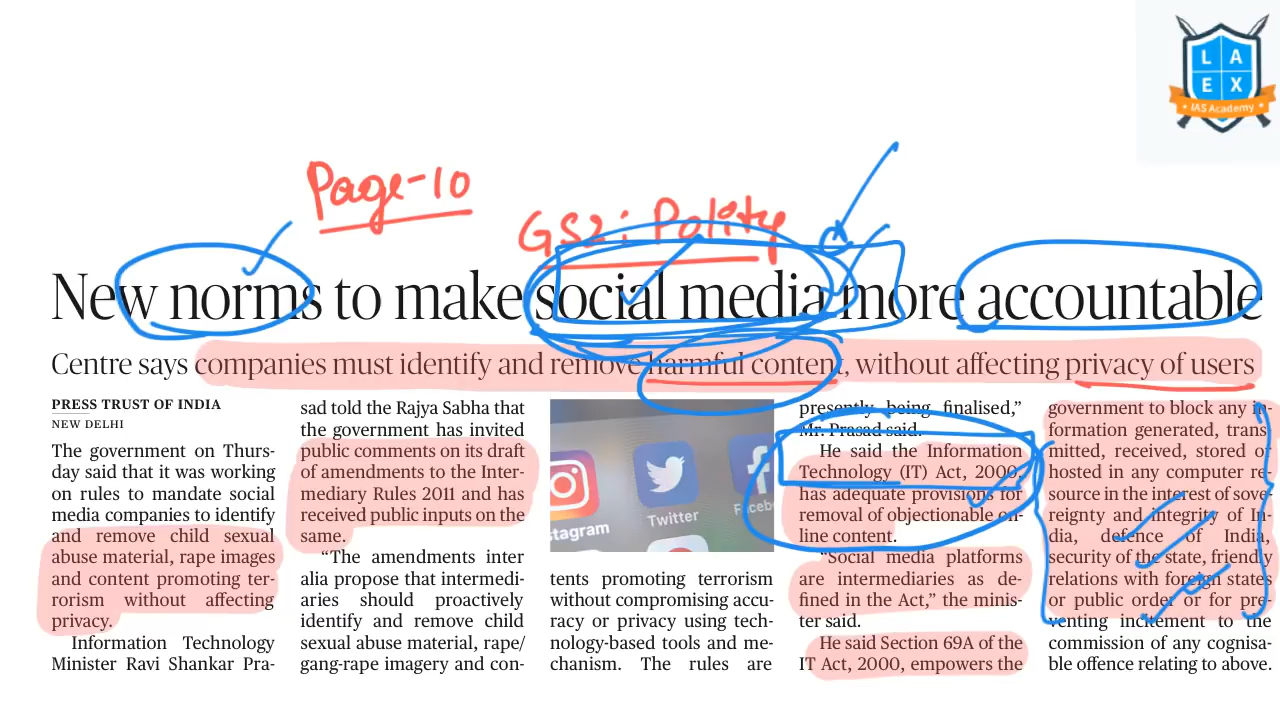 L A
E X
IAS Academy
Page-10
GS2: Polity
New norms to make social media more accountable
Centre says companies must identify and remove harmful content, without affecting privacy of users
PRESS TRUST OF INDIA
NEW DELHI
The government on Thurs-
day said that it was working
on rules to mandate social
media companies to identify
and remove child sexual
abuse material, rape images
and content promoting ter-
rorism without affecting
privacy.
Information Technology
Minister Ravi Shankar Pra-
sad told the Rajya Sabha that
the government has invited
public comments on its draft
of amendments to the Inter-
mediary Rules 2011 and has
received public inputs on the
same.
“The amendments inter
alia propose that intermedi-
aries should proactively
identify and remove child
sexual abuse material, rape/
gang-rape imagery and con-
stagram
Twitter
Faceb
tents promoting terrorism
without compromising accu-
racy or privacy using tech-
nology-based tools and me-
chanism. The rules are
presently being finalised,”
Mr. Prasad said.
He said the Information
Technology (IT) Act, 2000,
has adequate provisions for
removal of objectionable on-
line content.
“Social media platforms
are intermediaries as de-
fined in the Act,” the minis-
ter said.
He said Section 69A of the
IT Act, 2000, empowers the
government to block any in-
formation generated, trans-
mitted, received, stored or
hosted in any computer re-
source in the interest of sove-
reignty and integrity of In-
dia, defence of India,
security of the state, friendly
relations with foreign states
or public order or for pre-
venting incitement to the
commission of any cognisa-
ble offence relating to above.